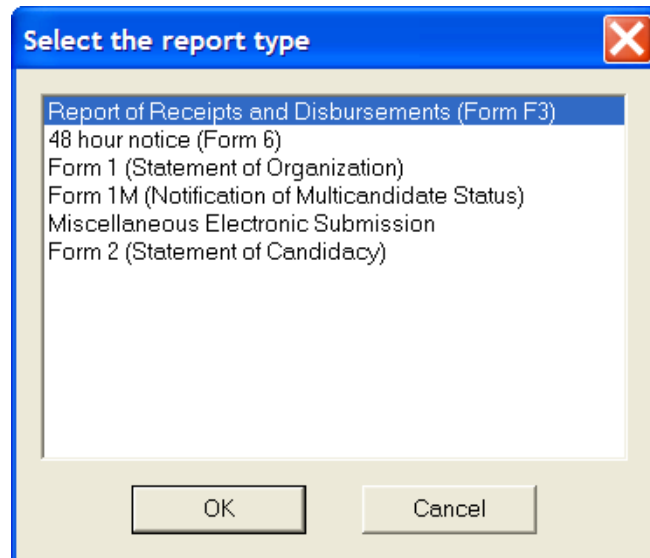 Select the report type
Report of Receipts and Disbursements (Form F3)
48 hour notice (Form 6)
Form 1 (Statement of Organization)
Form 1M (Notification of Multicandidate Status)
Miscellaneous Electronic Submission
Form 2 (Statement of Candidacy)
OK
Cancel